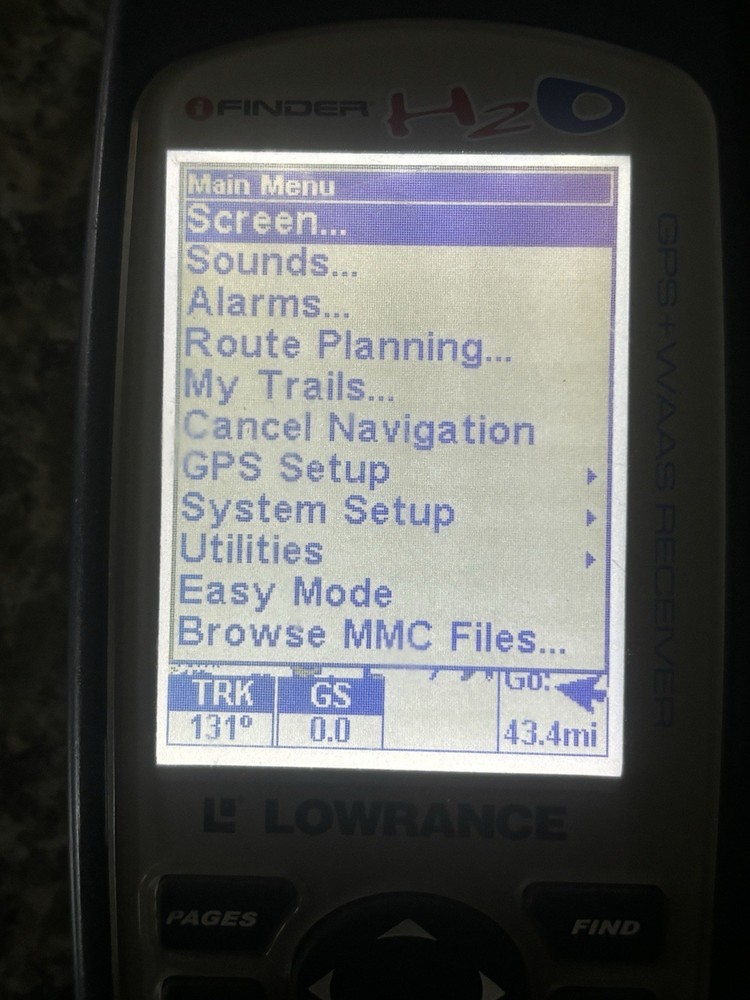 iFINDER H2O
Main Menu
Screen...
Sounds...
Alarms...
Route Planning...
My Trails...
Cancel Navigation
GPS Setup
System Setup
Utilities
Easy Mode
Browse MMC Files...
TRK GS Go:
131° 0.0 43.4mi
GPS+WAAS RECEIVER
LOWRANCE
PAGES FIND